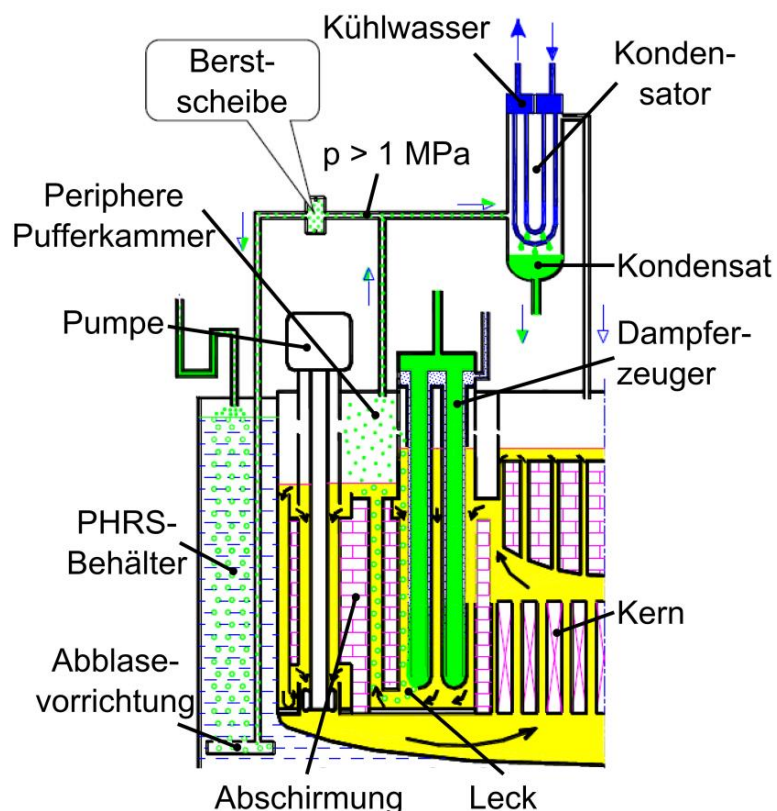 Kühlwasser
Berst-
scheibe
Konden-
sator
p > 1 MPa
Periphere
Pufferkammer
Kondensat
Pumpe
Dampfer-
zeuger
PHRS-
Behälter
Kern
Abblase-
vorrichtung
Abschirmung
Leck